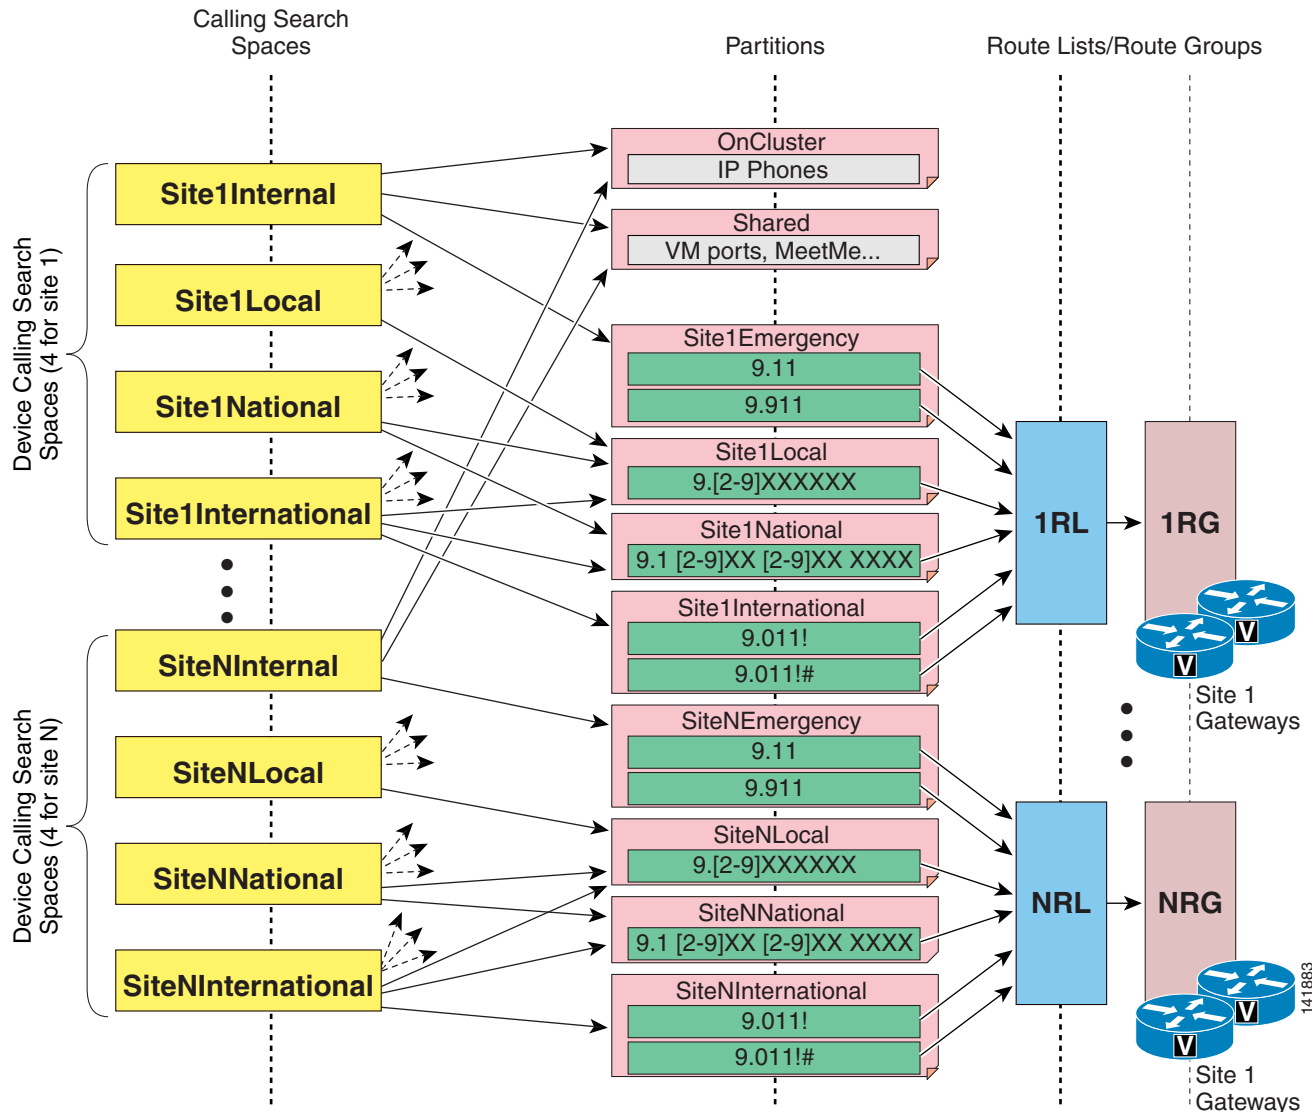 Calling Search
Spaces
Partitions
Route Lists/Route Groups
Device Calling Search
Spaces (4 for site 1)
Site1Internal
Site1Local
Site1National
Site1International
Device Calling Search
Spaces (4 for site N)
SiteNInternal
SiteNLocal
SiteNNational
SiteNInternational
OnCluster
IP Phones
Shared
VM ports, MeetMe...
Site1Emergency
9.11
9.911
Site1Local
9.[2-9]XXXXXX
Site1National
9.1 [2-9]XX [2-9]XX XXXX
Site1International
9.011!
9.011!#
SiteNEmergency
9.11
9.911
SiteNLocal
9.[2-9]XXXXXX
SiteNNational
9.1 [2-9]XX [2-9]XX XXXX
SiteNInternational
9.011!
9.011!#
1RL
1RG
V
V
Site 1
Gateways
NRL
NRG
V
V
Site 1
Gateways
141883